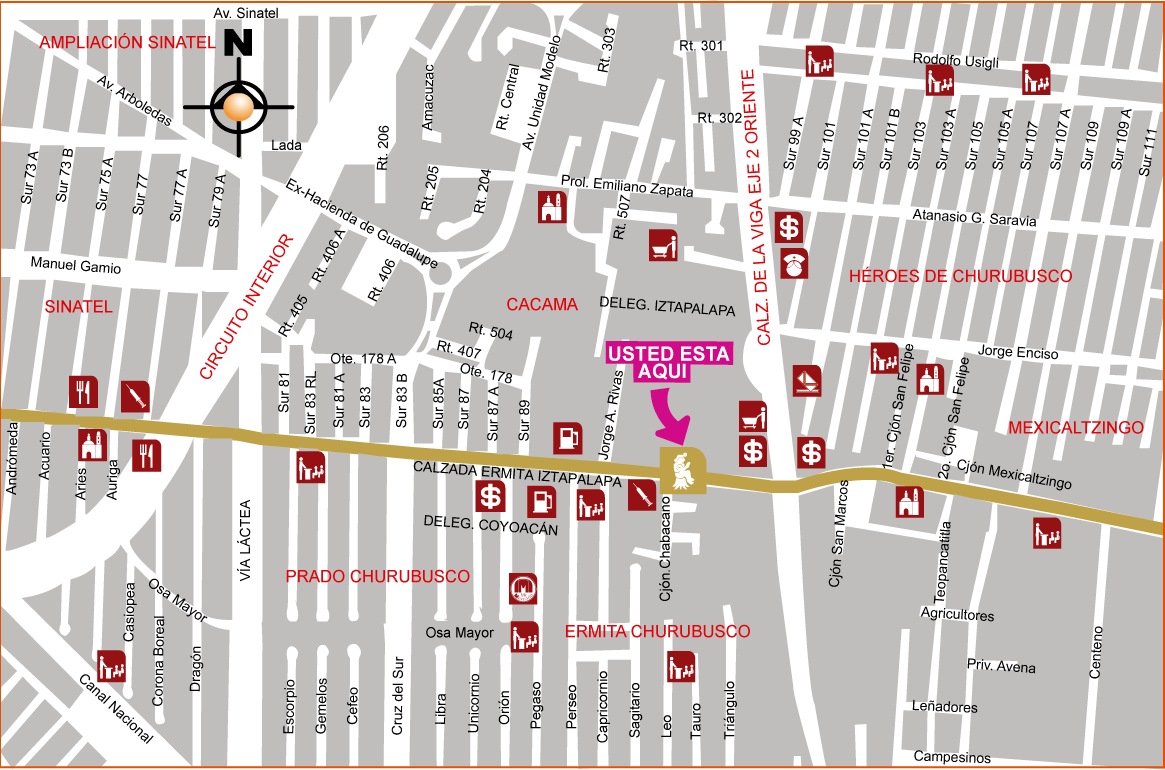 Av. Sinatel
AMPLIACIÓN SINATEL
N
Av. Arboledas
Lada
Sur 73 A
Sur 73 B
Sur 75 A
Sur 77
Sur 77 A
Sur 79 A
Manuel Gamio
SINATEL
CIRCUITO INTERIOR
Ex-Hacienda de Guadalupe
Rt. 206
Amacuzac
Rt. 205
Rt. 204
Rt. Central
Av. Unidad Modelo
Rt. 303
Rt. 301
Rt. 302
Prol. Emiliano Zapata
Rt. 507
CALZ. DE LA VIGA EJE 2 ORIENTE
Rodolfo Usigli
Sur 99 A
Sur 101
Sur 101 A
Sur 101 B
Sur 103
Sur 103 A
Sur 105
Sur 105 A
Sur 107
Sur 107 A
Sur 109
Sur 109 A
Sur 111
Atanasio G. Saravia
$
HÉROES DE CHURUBUSCO
Rt. 406 A
Rt. 406
Rt. 405
CACAMA
DELEG. IZTAPALAPA
Rt. 504
Rt. 407
Ote. 178 A
Ote. 178
USTED ESTA
AQUI
Jorge A. Rivas
Jorge Enciso
1er. Cjón San Felipe
2o. Cjón San Felipe
MEXICALTZINGO
Cjón Mexicaltzingo
Sur 81
Sur 83 RL
Sur 81 A
Sur 83
Sur 83 B
Sur 85A
Sur 87
Sur 87 A
Sur 89
$
$
Andrómeda
Acuario
Aries
Auriga
CALZADA ERMITA IZTAPALAPA
$
DELEG. COYOACÁN
VÍA LÁCTEA
Cjón. Chabacano
Cjón San Marcos
Teopancatilla
PRADO CHURUBUSCO
ERMITA CHURUBUSCO
Osa Mayor
Osa Mayor
Casiopea
Corona Boreal
Dragón
Canal Nacional
Escorpio
Gemelos
Cefeo
Cruz del Sur
Libra
Unicornio
Orión
Pegaso
Perseo
Capricornio
Sagitario
Leo
Tauro
Triángulo
Agricultores
Priv. Avena
Centeno
Leñadores
Campesinos